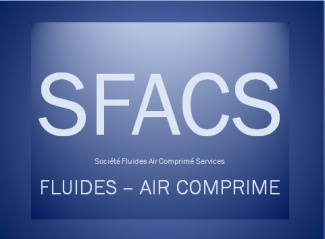 SFACS
Société Fluides Air Comprimé Services
FLUIDES – AIR COMPRIME